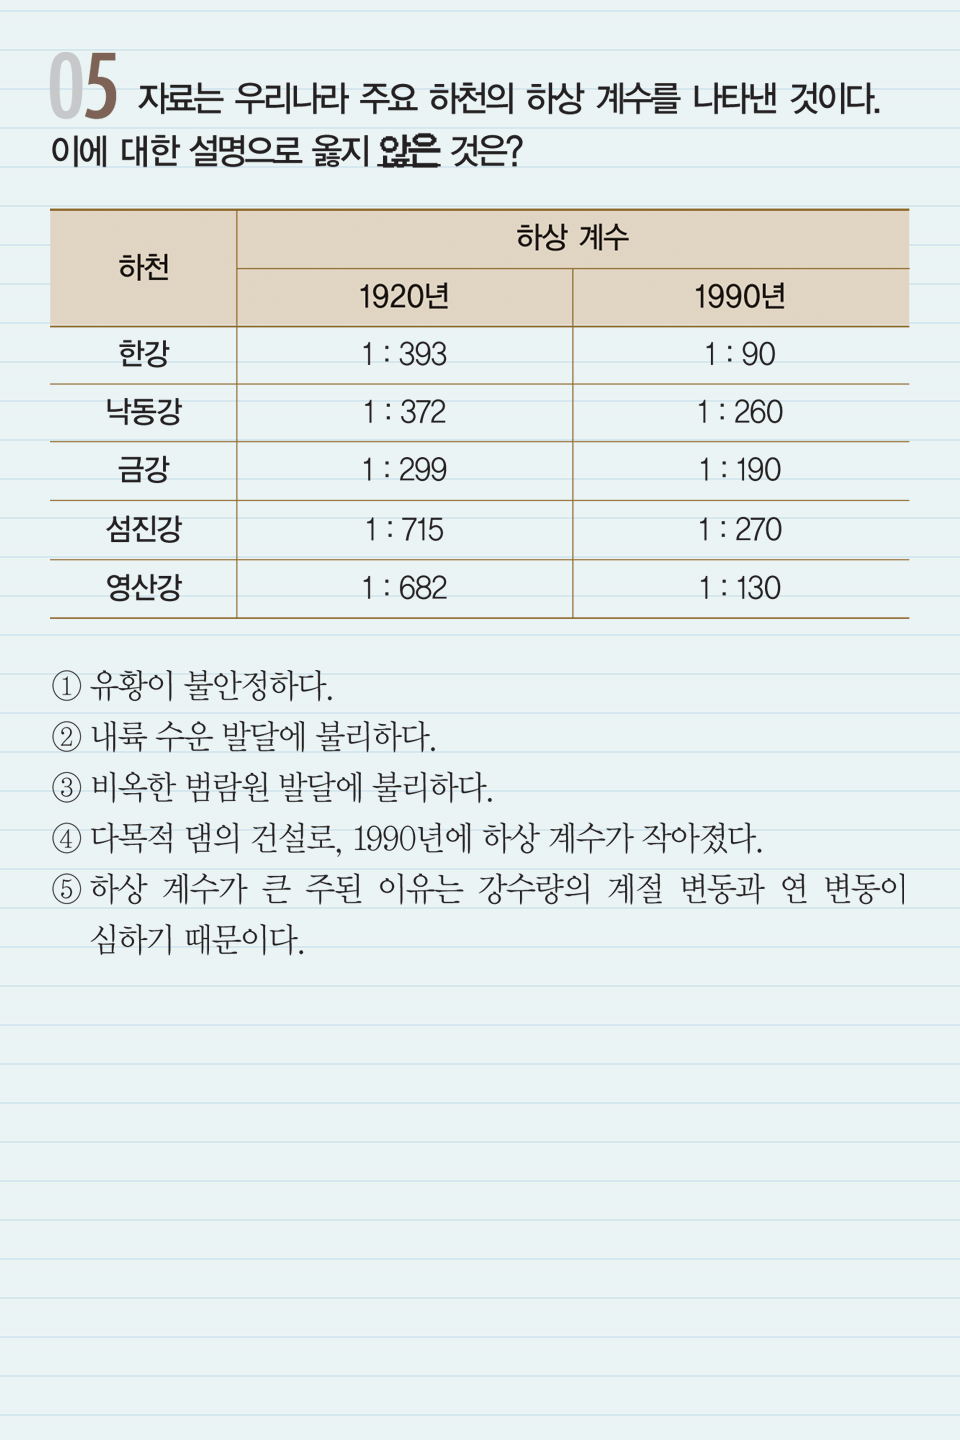 05 자료는 우리나라 주요 하천의 하상 계수를 나타낸 것이다.
이에 대한 설명으로 옳지 않은 것은?
하천 하상 계수
1920년 1990년
한강 1 : 393 1 : 90
낙동강 1 : 372 1 : 260
금강 1 : 299 1 : 190
섬진강 1 : 715 1 : 270
영산강 1 : 682 1 : 130
① 유황이 불안정하다.
② 내륙 수운 발달에 불리하다.
③ 비옥한 범람원 발달에 불리하다.
④ 다목적 댐의 건설로, 1990년에 하상 계수가 작아졌다.
⑤ 하상 계수가 큰 주된 이유는 강수량의 계절 변동과 연 변동이
심하기 때문이다.